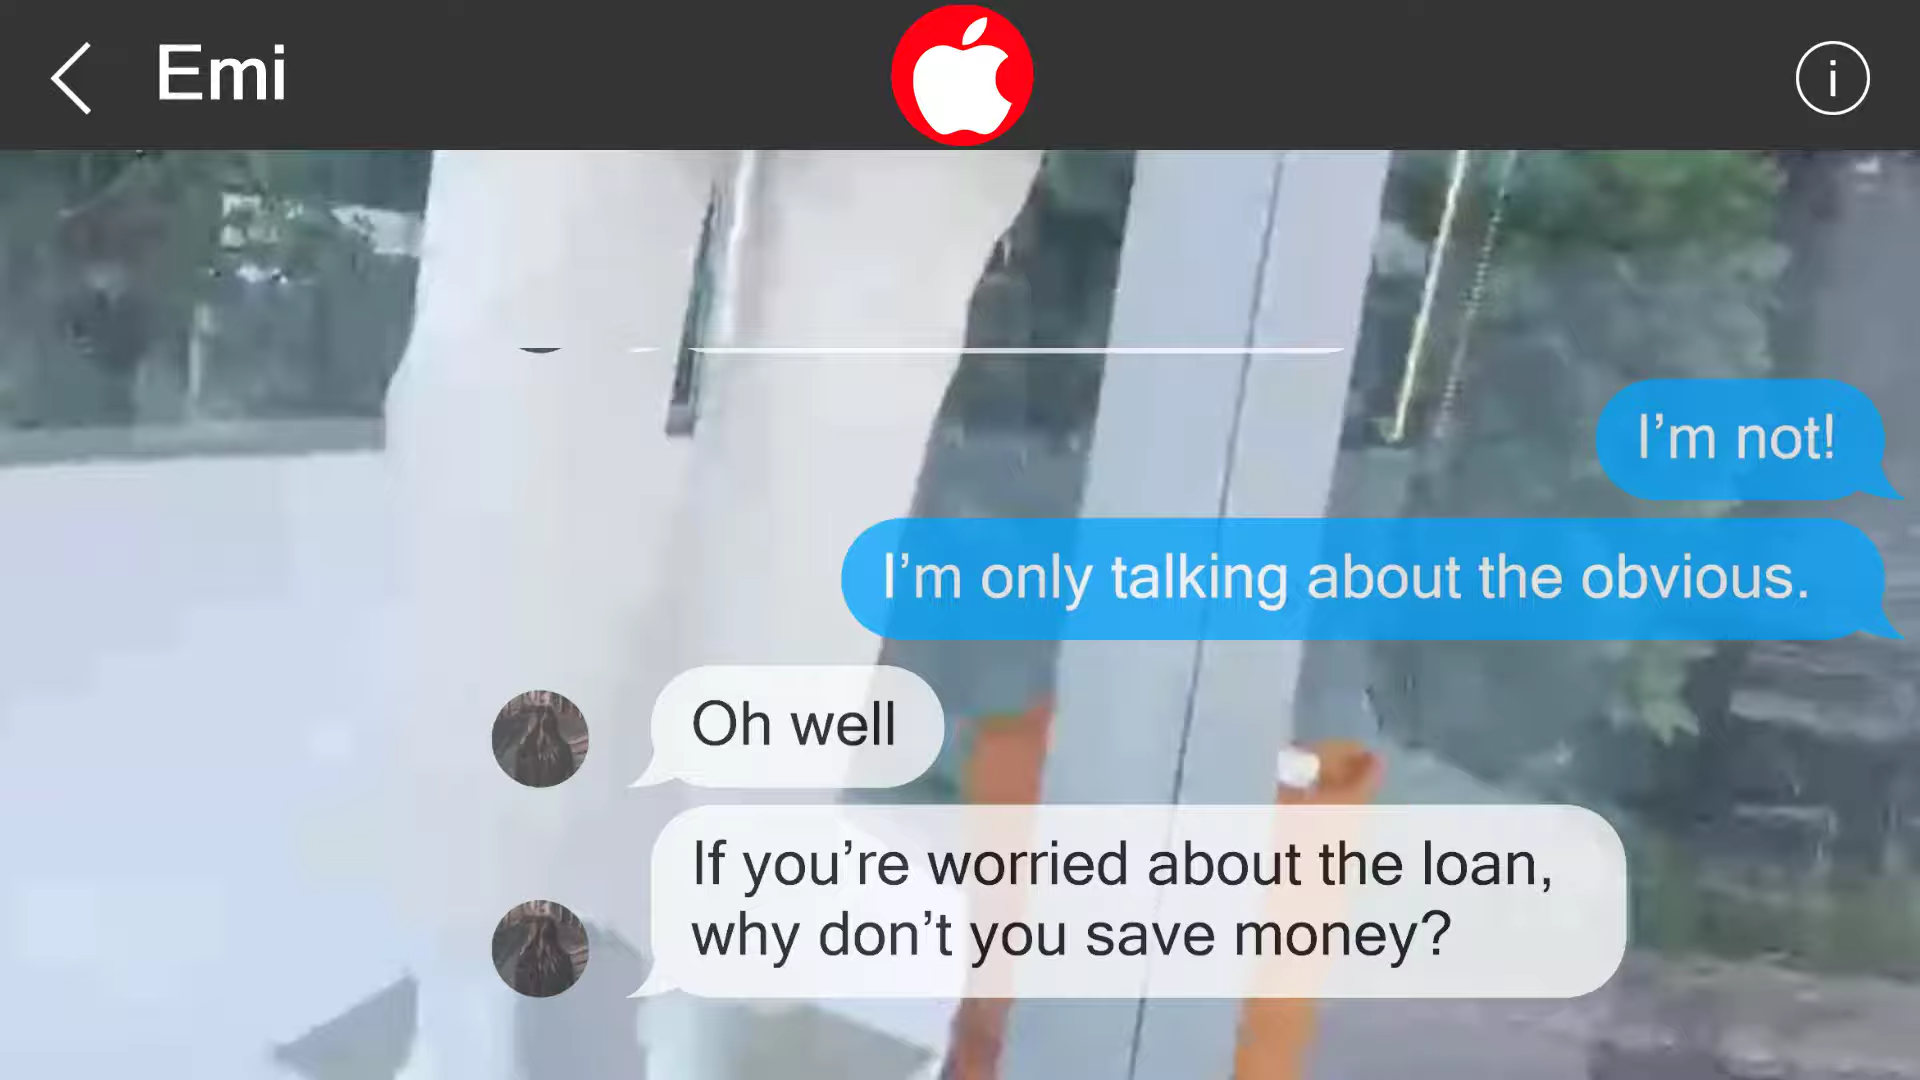 Emi
I’m not!
I’m only talking about the obvious.
Oh well
If you’re worried about the loan,
why don’t you save money?